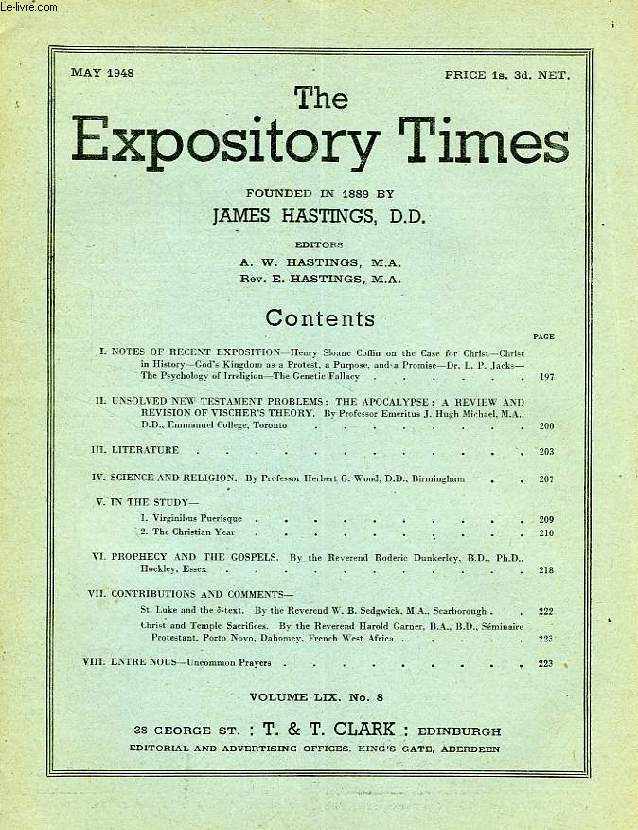 Le-livre.com
MAY 1948
PRICE 1s. 3d. NET.
The
Expository Times
FOUNDED IN 1889 BY
JAMES HASTINGS, D.D.
EDITORS
A. W. HASTINGS, M.A.
Rev. E. HASTINGS, M.A.
Contents
PAGE
I. NOTES OF RECENT EXPOSITION—Henry Sloane Coffin on the Case for Christ—Christ
in History—God's Kingdom as a Protest, a Purpose, and a Promise—Dr. L. P. Jacks—
The Psychology of Irreligion—The Genetic Fallacy . . . . . . 197
II. UNSOLVED NEW TESTAMENT PROBLEMS: THE APOCALYPSE: A REVIEW AND
REVISION OF VISCHER'S THEORY. By Professor Emeritus J. Hugh Michael, M.A.,
D.D., Emmanuel College, Toronto . . . . . . . . 200
III. LITERATURE . . . . . . . . . . . 203
IV. SCIENCE AND RELIGION. By Professor Herbert G. Wood, D.D., Birmingham . . 207
V. IN THE STUDY—
1. Virginibus Puerisque . . . . . . . . . . 209
2. The Christian Year . . . . . . . . . . 210
VI. PROPHECY AND THE GOSPELS. By the Reverend Roderic Dunkerley, B.D., Ph.D.,
Hockley, Essex . . . . . . . . . . 218
VII. CONTRIBUTIONS AND COMMENTS—
St. Luke and the δ-text. By the Reverend W. B. Sedgwick, M.A., Scarborough . . 222
Christ and Temple Sacrifices. By the Reverend Harold Garner, B.A., B.D., Séminaire
Protestant, Porto Novo, Dahomey, French West Africa . . . . . 223
VIII. ENTRE NOUS—Uncommon Prayers . . . . . . . . . 223
VOLUME LIX. No. 8
38 GEORGE ST. : T. & T. CLARK : EDINBURGH
EDITORIAL AND ADVERTISING OFFICES, KING'S GATE, ABERDEEN